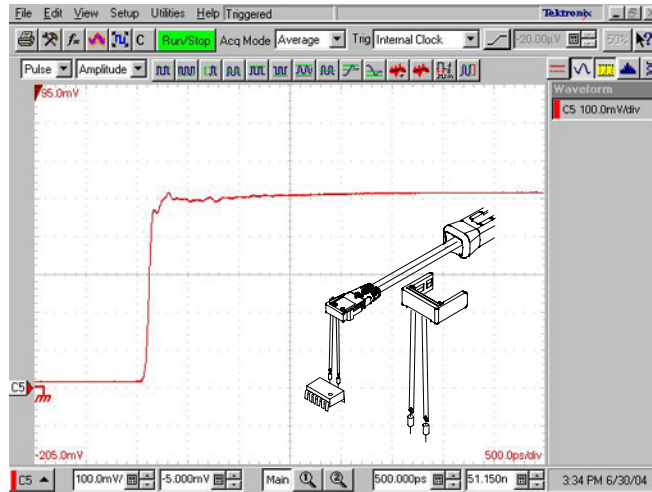 File Edit View Setup Utilities Help Triggered Tektronix
C Run/Stop Acq Mode Average Trig Internal Clock -20.00µV 50%
Pulse Amplitude
Waveform
C5 100.0mV/div
95.0mV
C5
-205.0mV 500.0ps/div
C5 100.0mV/ -5.000mV Main 500.000ps 51.150n 3:34 PM 6/30/04